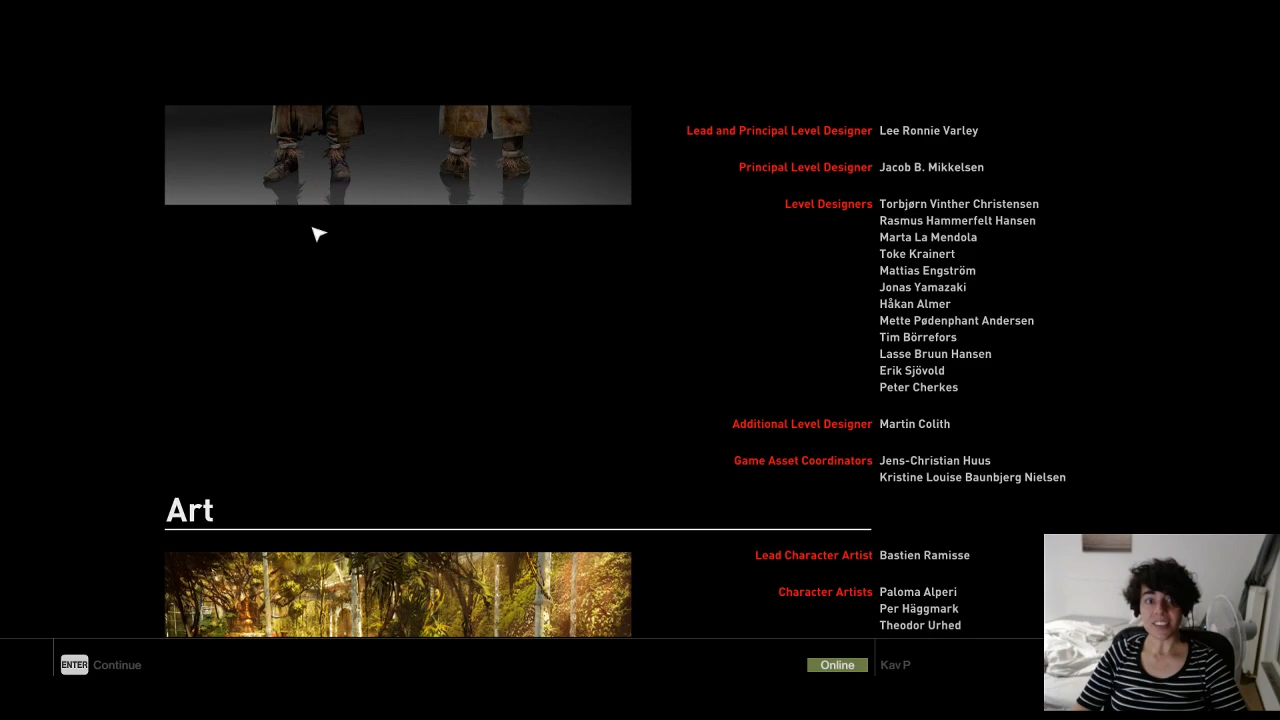 Lead and Principal Level Designer Lee Ronnie Varley
Principal Level Designer Jacob B. Mikkelsen
Level Designers Torbjørn Vinther Christensen
Rasmus Hammerfelt Hansen
Marta La Mendola
Toke Krainert
Mattias Engström
Jonas Yamazaki
Håkan Almer
Mette Pødenphant Andersen
Tim Börrefors
Lasse Bruun Hansen
Erik Sjövold
Peter Cherkes
Additional Level Designer Martin Colith
Game Asset Coordinators Jens-Christian Huus
Kristine Louise Baunbjerg Nielsen
Art
Lead Character Artist Bastien Ramisse
Character Artists Paloma Alperi
Per Häggmark
Theodor Urhed
ENTER Continue
Online Kav P